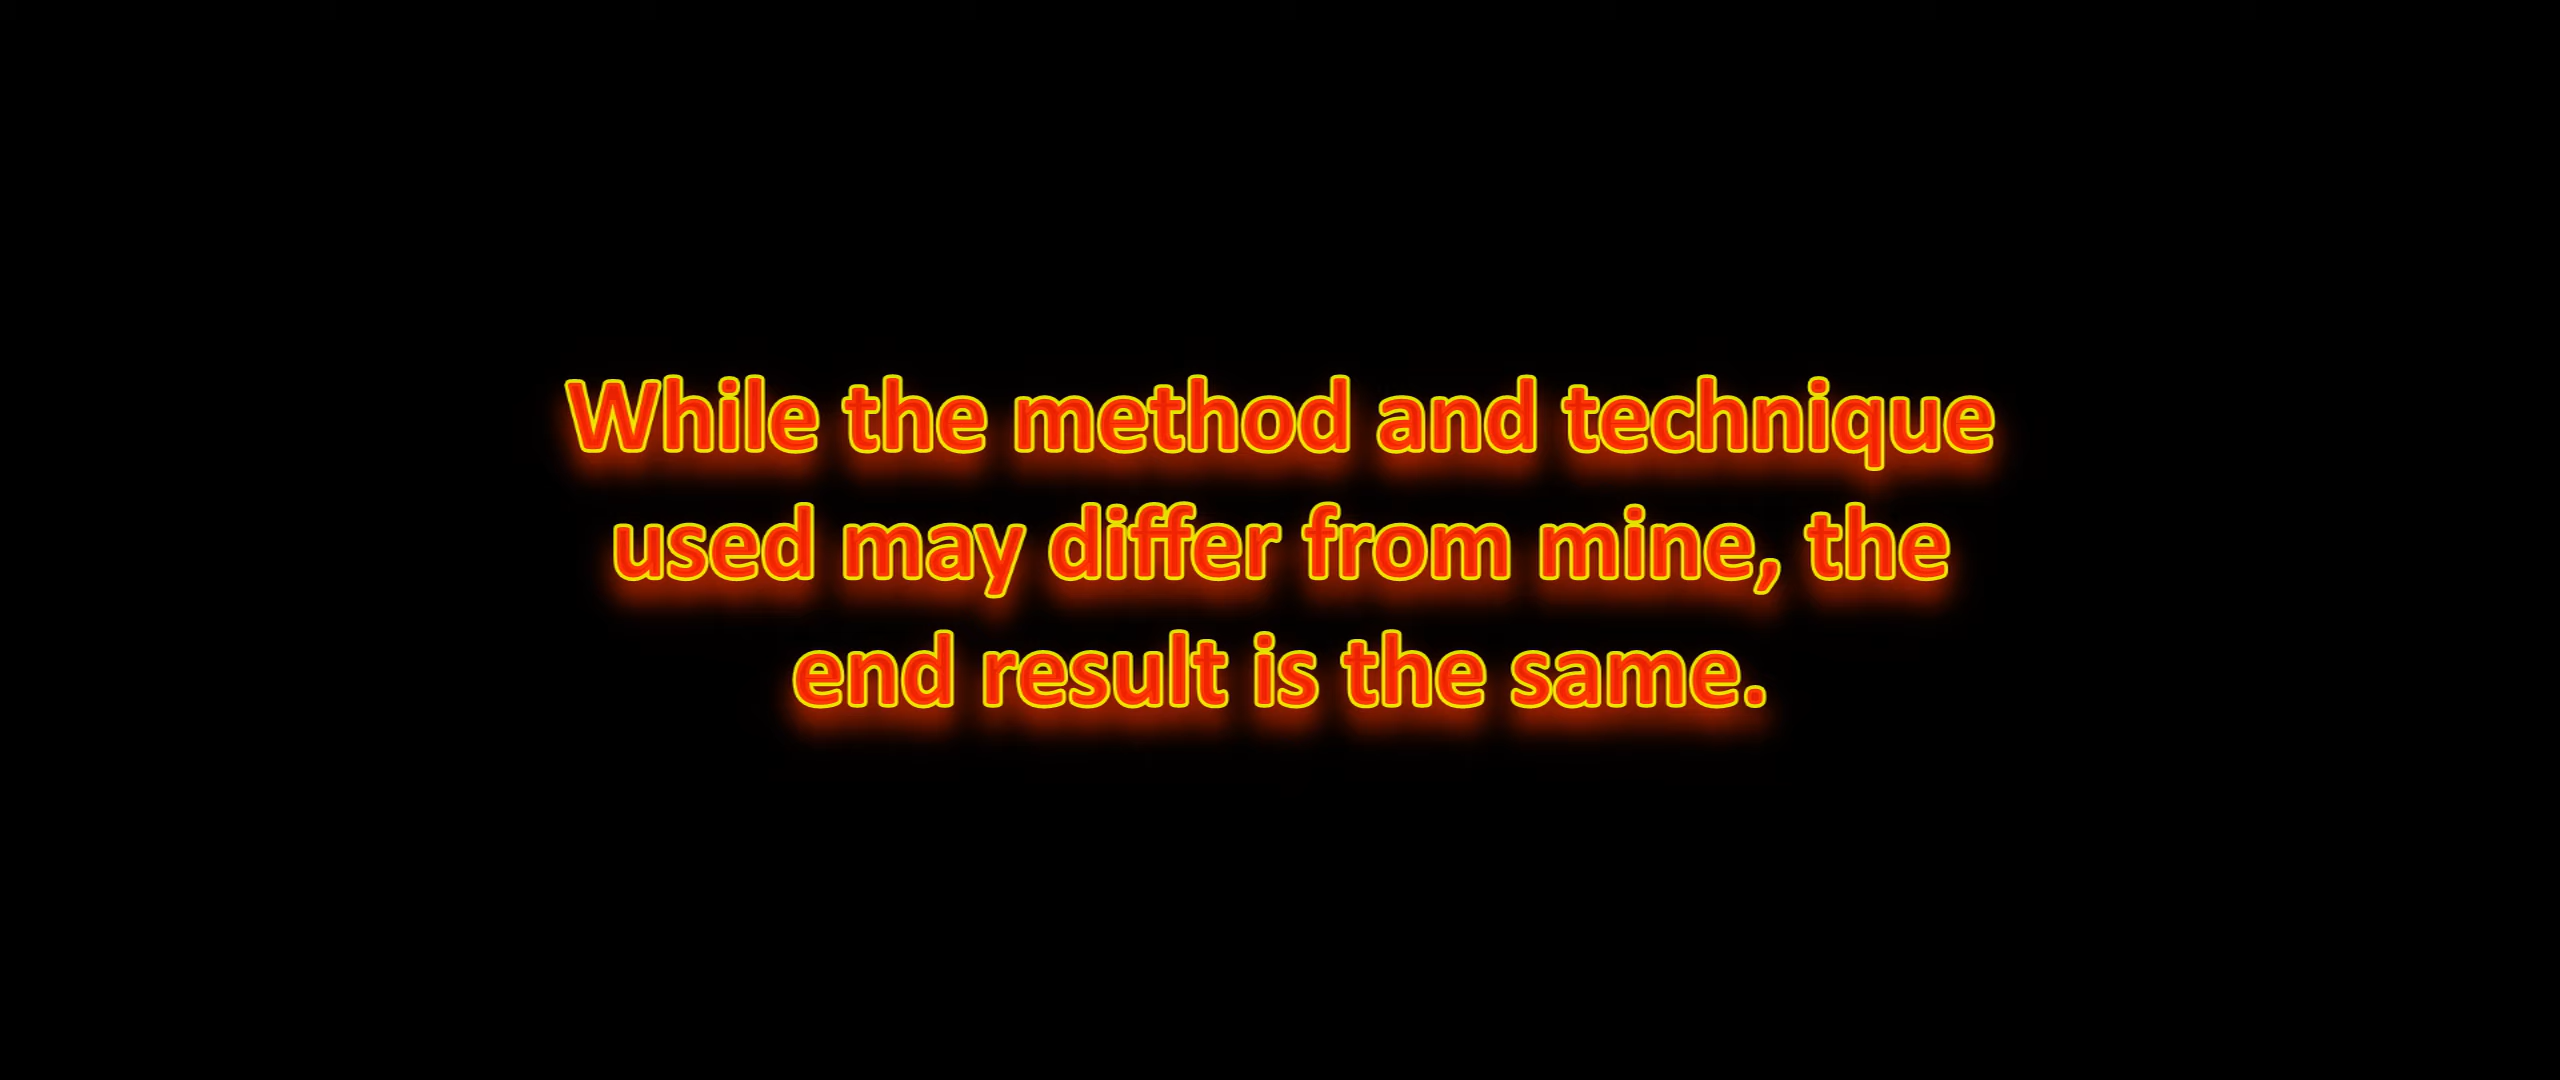 While the method and technique
used may differ from mine, the
end result is the same.